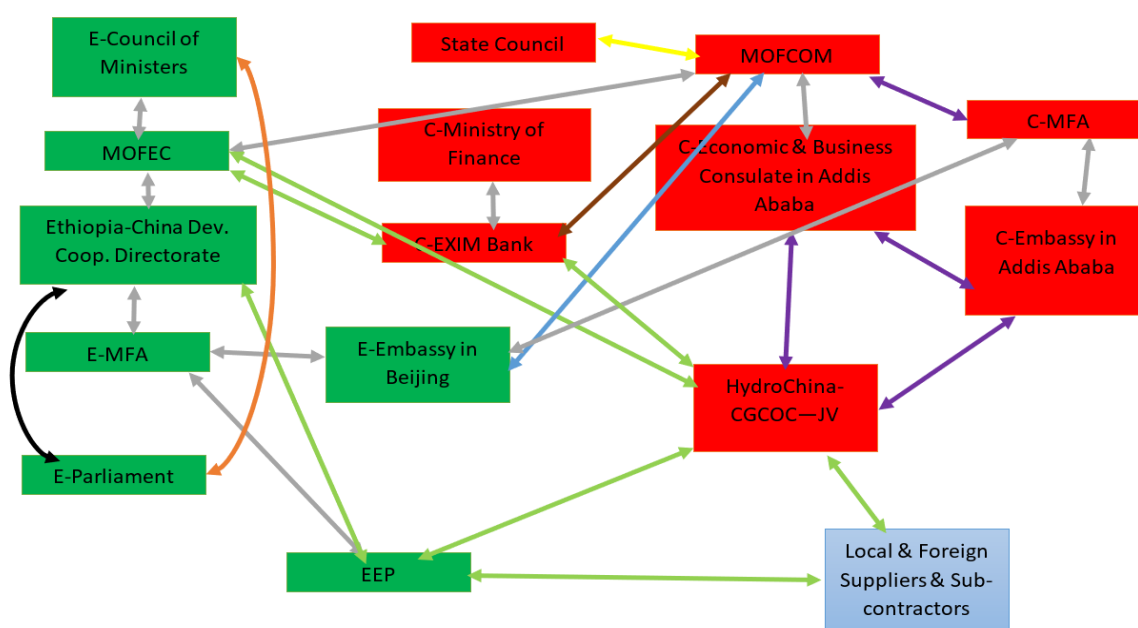 E-Council of
Ministers
State Council
MOFCOM
C-Ministry of
Finance
C-MFA
MOFEC
C-Economic & Business
Consulate in Addis
Ababa
Ethiopia-China Dev.
Coop. Directorate
C-EXIM Bank
C-Embassy in
Addis Ababa
E-MFA
E-Embassy in
Beijing
HydroChina-
CGCOC—JV
E-Parliament
EEP
Local & Foreign
Suppliers & Sub-
contractors